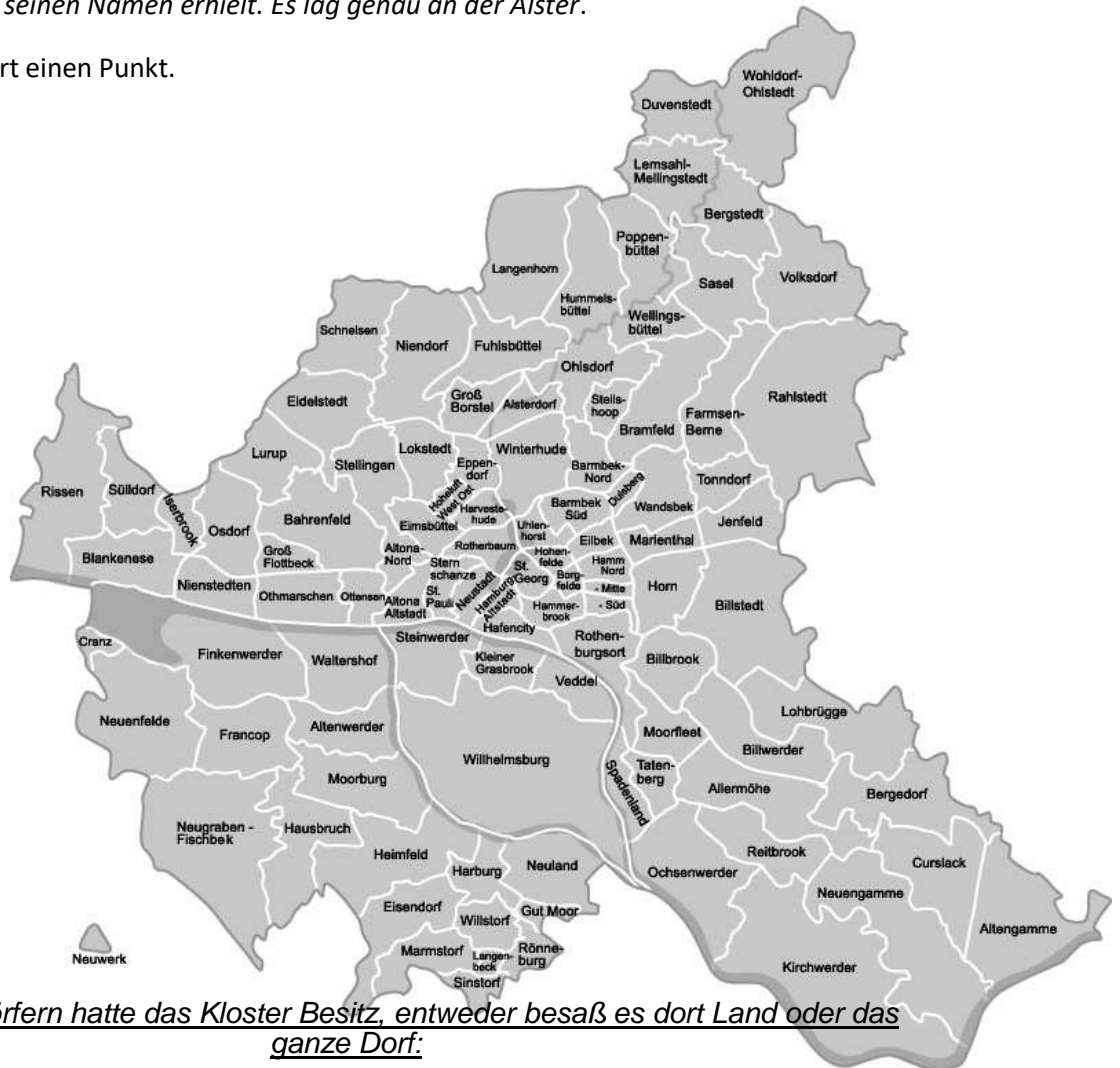 seinen Namen erhielt. Es lag genau an der Alster.
rt einen Punkt.
Wohldorf-
Ohlstedt
Duvenstedt
Lemsahl-
Mellingstedt
Bergstedt
Poppen-
büttel
Langenhorn
Sasel
Volksdorf
Hummels-
büttel
Wellings-
büttel
Schnelsen
Niendorf
Fuhlsbüttel
Ohlsdorf
Groß
Borstel
Alsterdorf
Steils-
hoop
Rahlstedt
Eidelstedt
Bramfeld
Farmsen-
Berne
Lurup
Stellingen
Lokstedt
Winterhude
Eppen-
dorf
Barmbek-
Nord
Dulsberg
Tonndorf
Rissen
Sülldorf
Iserbrook
Osdorf
Bahrenfeld
Hoheluft
West Ost
Harveste-
hude
Eimsbüttel
Barmbek
Süd
Wandsbek
Jenfeld
Uhlen-
horst
Eilbek
Marienthal
Blankenese
Groß
Flottbeck
Altona-
Nord
Rotherbaum
Hohen-
felde
Hamm
Nord
Stern
schanze
St.
Georg
Borg-
felde
- Mitte
- Süd
Horn
Billstedt
Nienstedten
Othmarschen
Ottensen
Altona
Altstadt
St.
Pauli
Neustadt
Hamburg
Altstadt
Hammer-
brook
Hafencity
Steinwerder
Rothen-
burgsort
Cranz
Finkenwerder
Waltershof
Kleiner
Grasbrook
Veddel
Billbrook
Neuenfelde
Francop
Altenwerder
Moorfleet
Lohbrügge
Billwerder
Willhelmsburg
Moorburg
Spadenland
Taten-
berg
Allermöhe
Bergedorf
Neugraben -
Fischbek
Hausbruch
Heimfeld
Harburg
Neuland
Ochsenwerder
Reitbrook
Curslack
Neuengamme
Eisendorf
Willstorf
Gut Moor
Altengamme
Neuwerk
Marmstorf
Langen-
beck
Rönne-
burg
Sinstorf
Kirchwerder
örfern hatte das Kloster Besitz, entweder besaß es dort Land oder das
ganze Dorf: